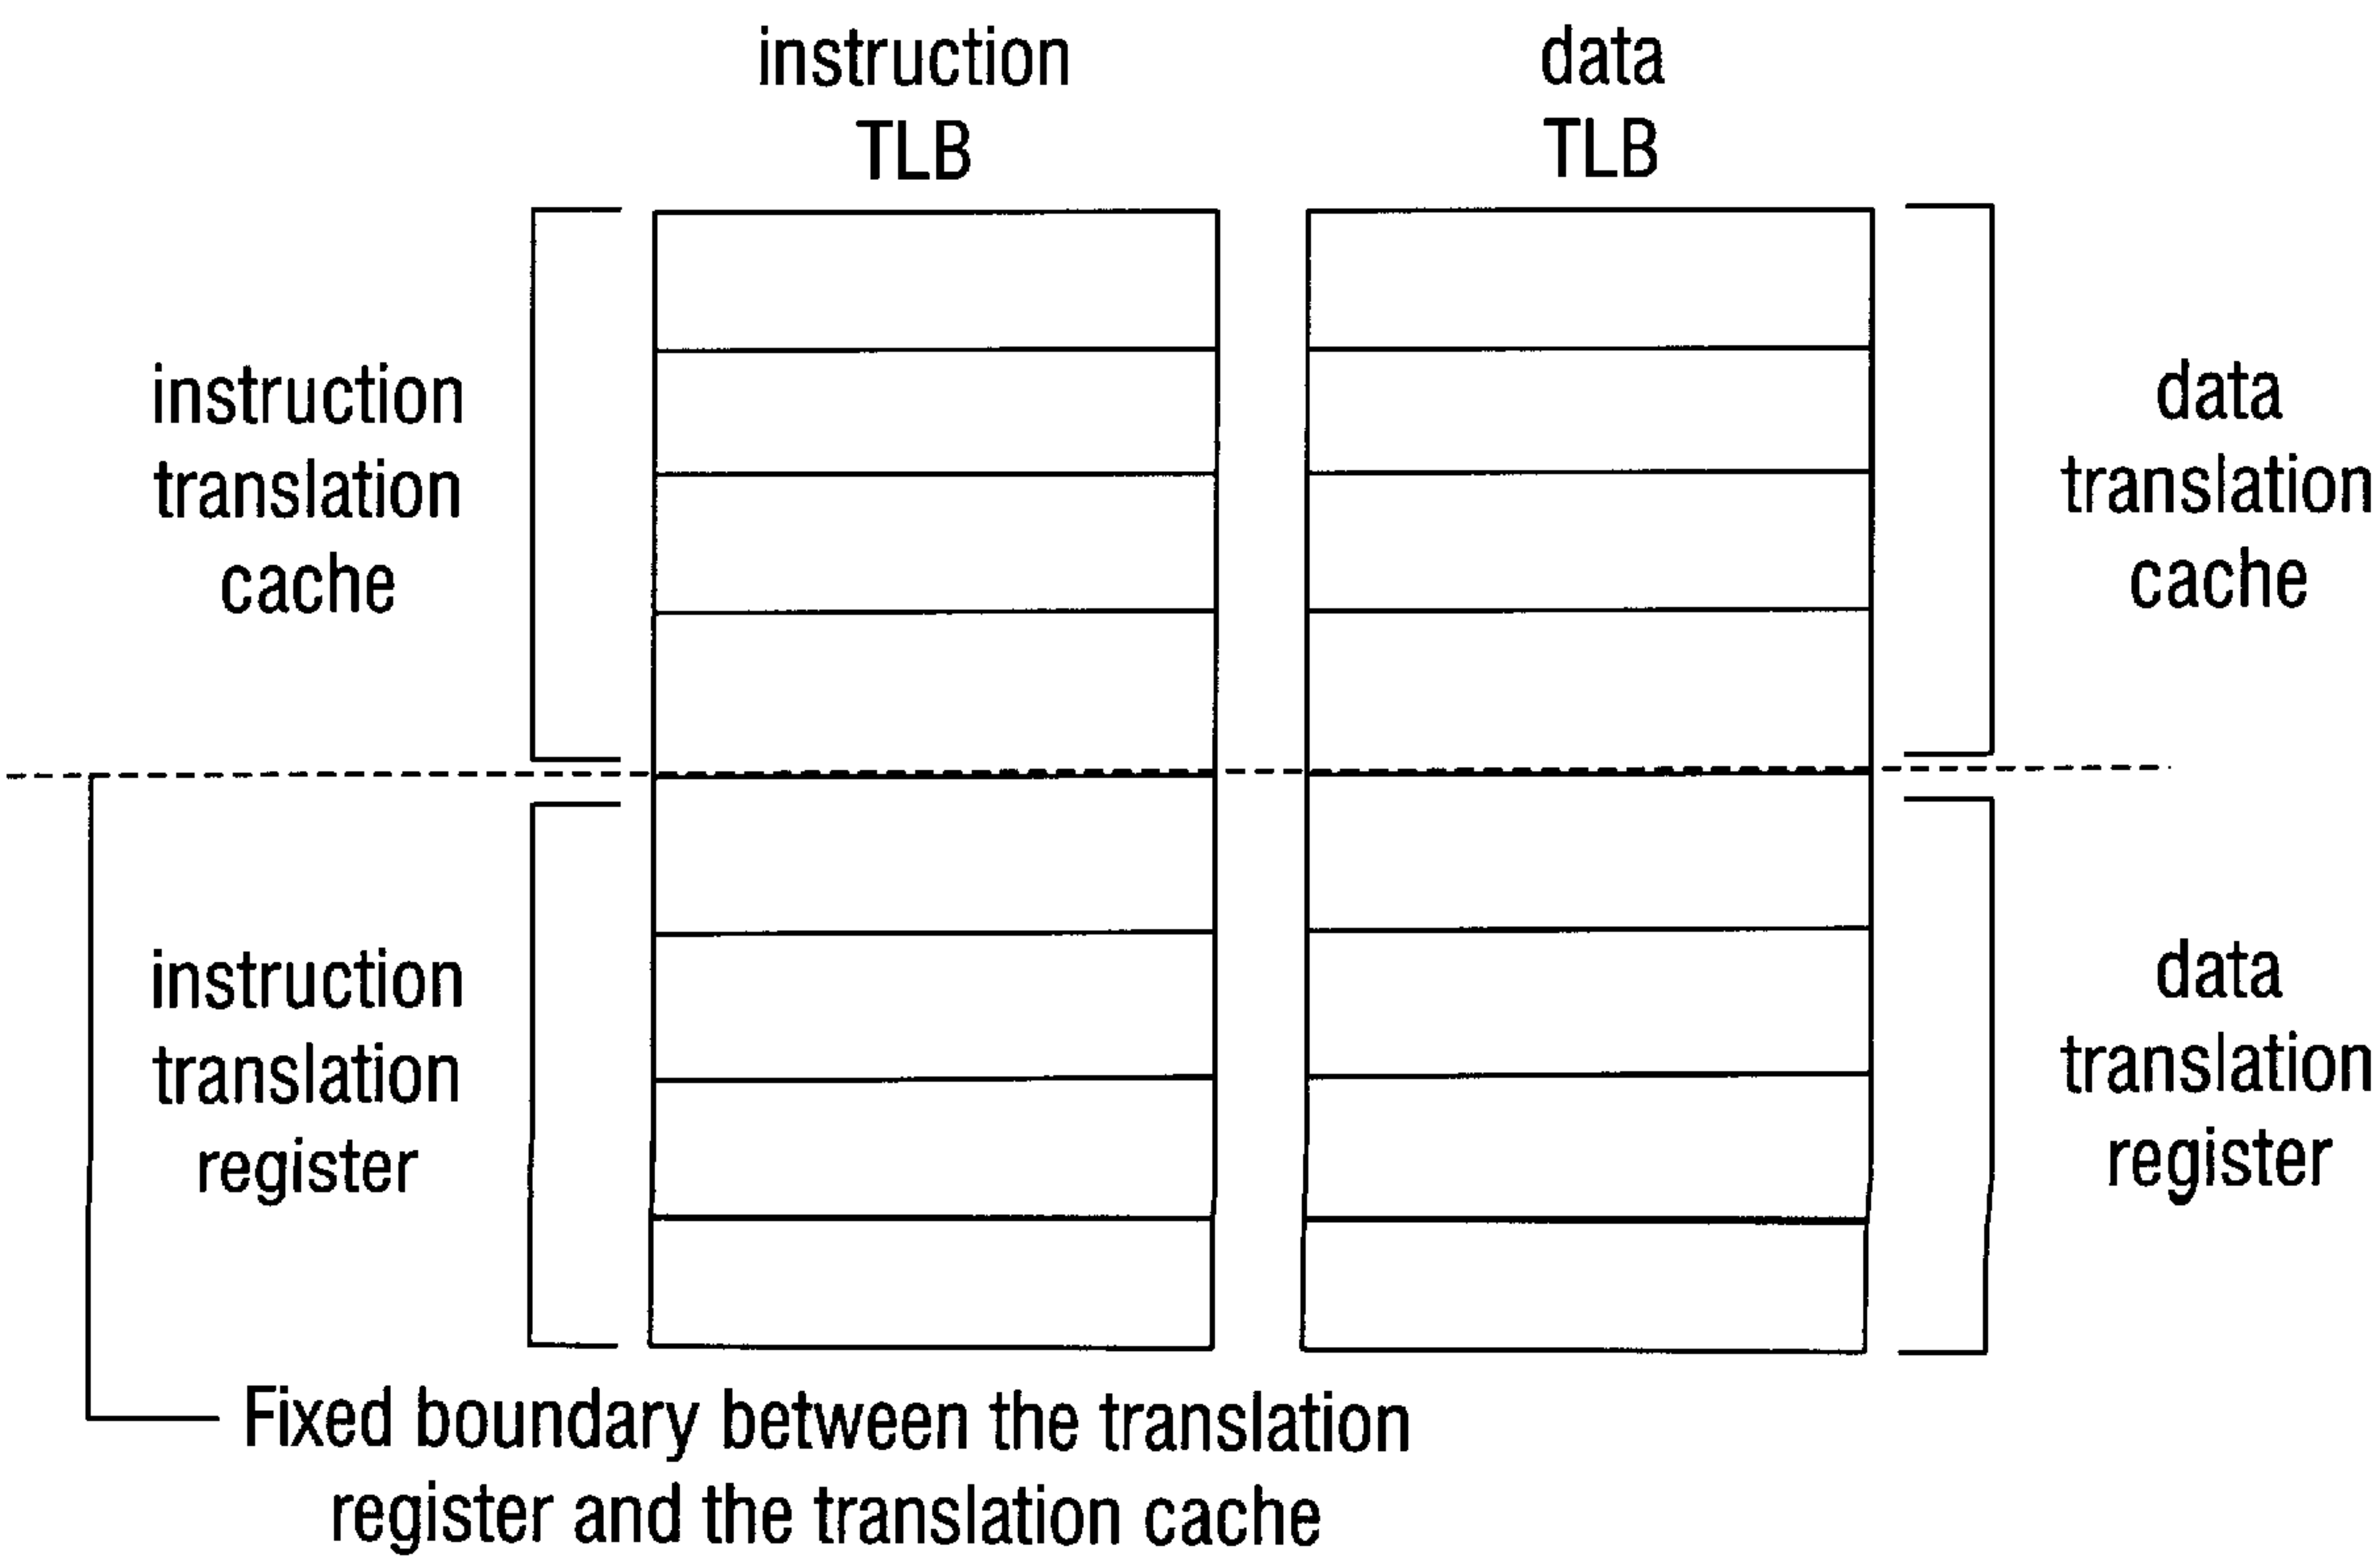 instruction
TLB
data
TLB
instruction
translation
cache
data
translation
cache
instruction
translation
register
data
translation
register
Fixed boundary between the translation
register and the translation cache